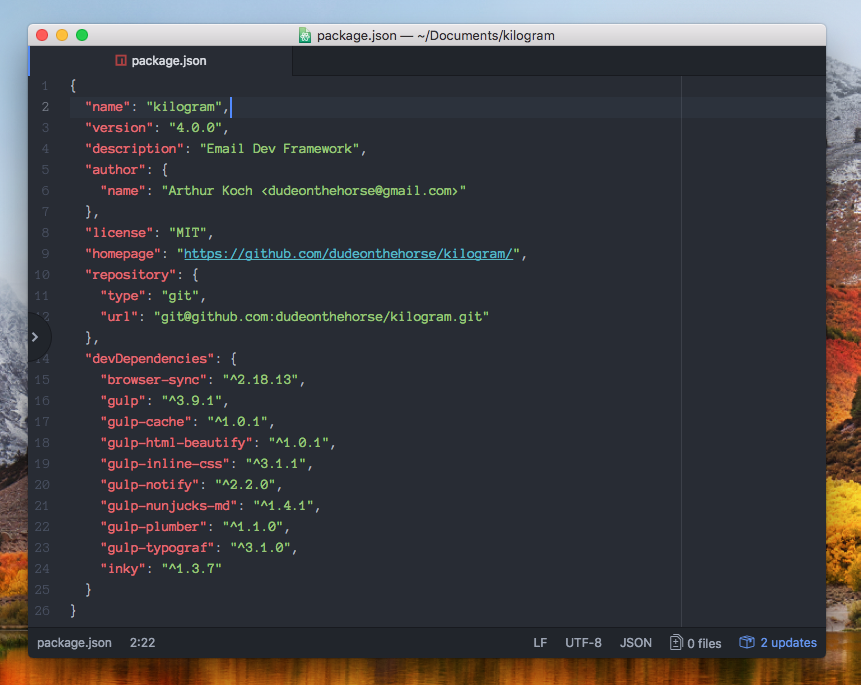 package.json — ~/Documents/kilogram
package.json
1 {
2 "name": "kilogram",
3 "version": "4.0.0",
4 "description": "Email Dev Framework",
5 "author": {
6 "name": "Arthur Koch <dudeonthehorse@gmail.com>"
7 },
8 "license": "MIT",
9 "homepage": "https://github.com/dudeonthehorse/kilogram/",
10 "repository": {
11 "type": "git",
2 "url": "git@github.com:dudeonthehorse/kilogram.git"
},
14 "devDependencies": {
15 "browser-sync": "^2.18.13",
16 "gulp": "^3.9.1",
17 "gulp-cache": "^1.0.1",
18 "gulp-html-beautify": "^1.0.1",
19 "gulp-inline-css": "^3.1.1",
20 "gulp-notify": "^2.2.0",
21 "gulp-nunjucks-md": "^1.4.1",
22 "gulp-plumber": "^1.1.0",
23 "gulp-typograf": "^3.1.0",
24 "inky": "^1.3.7"
25 }
26 }
package.json 2:22 LF UTF-8 JSON 0 files 2 updates